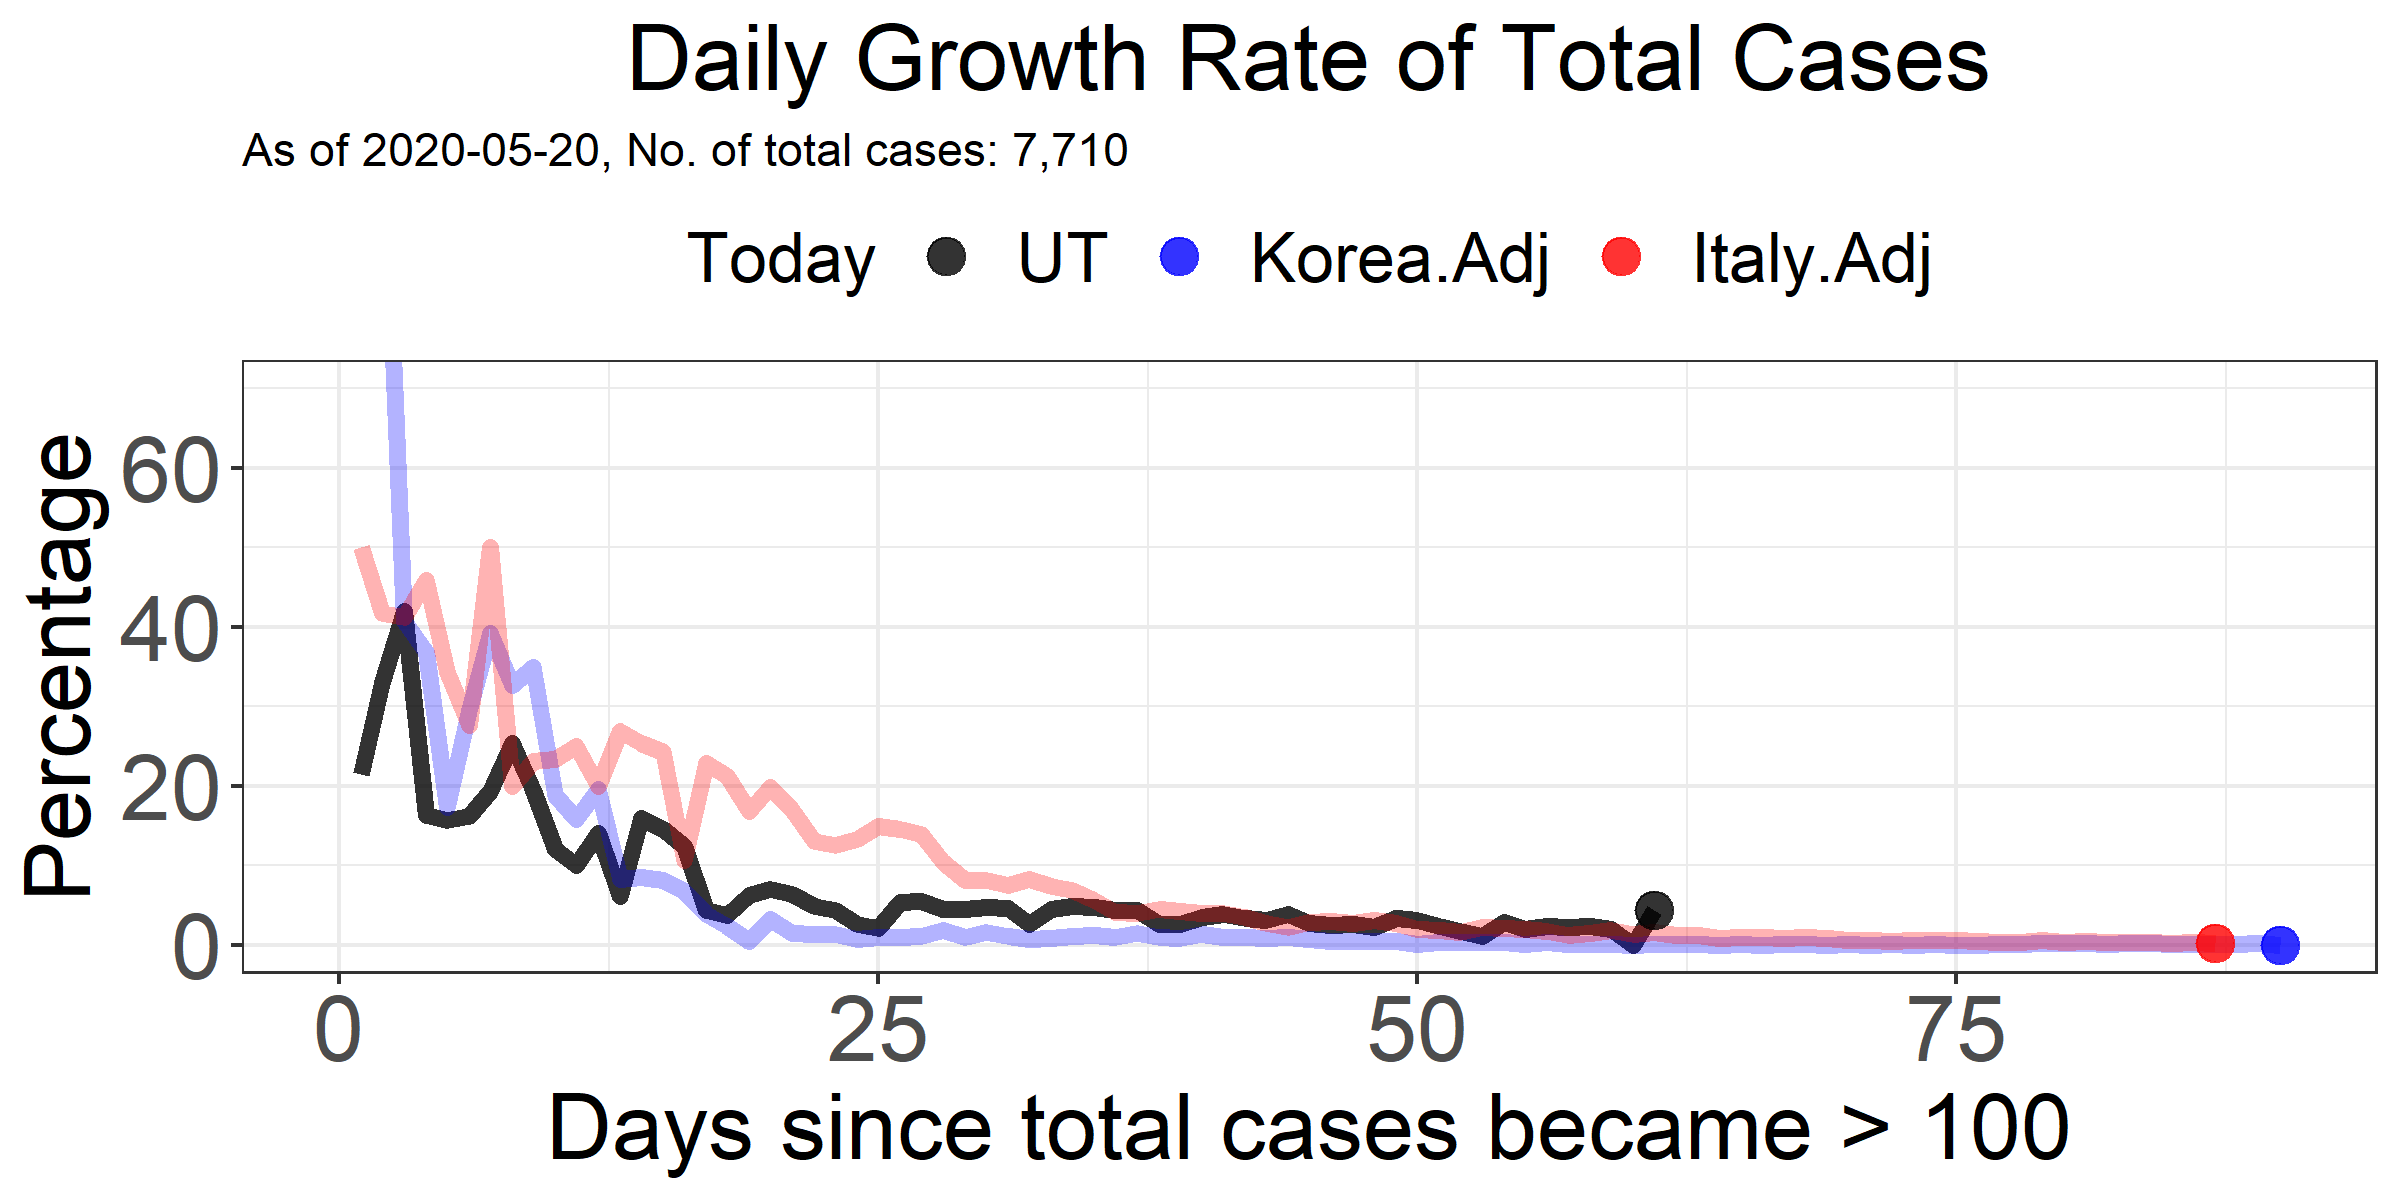 Daily Growth Rate of Total Cases
As of 2020-05-20, No. of total cases: 7,710
Today UT Korea.Adj Italy.Adj
Percentage
60
40
20
0
0 25 50 75
Days since total cases became > 100